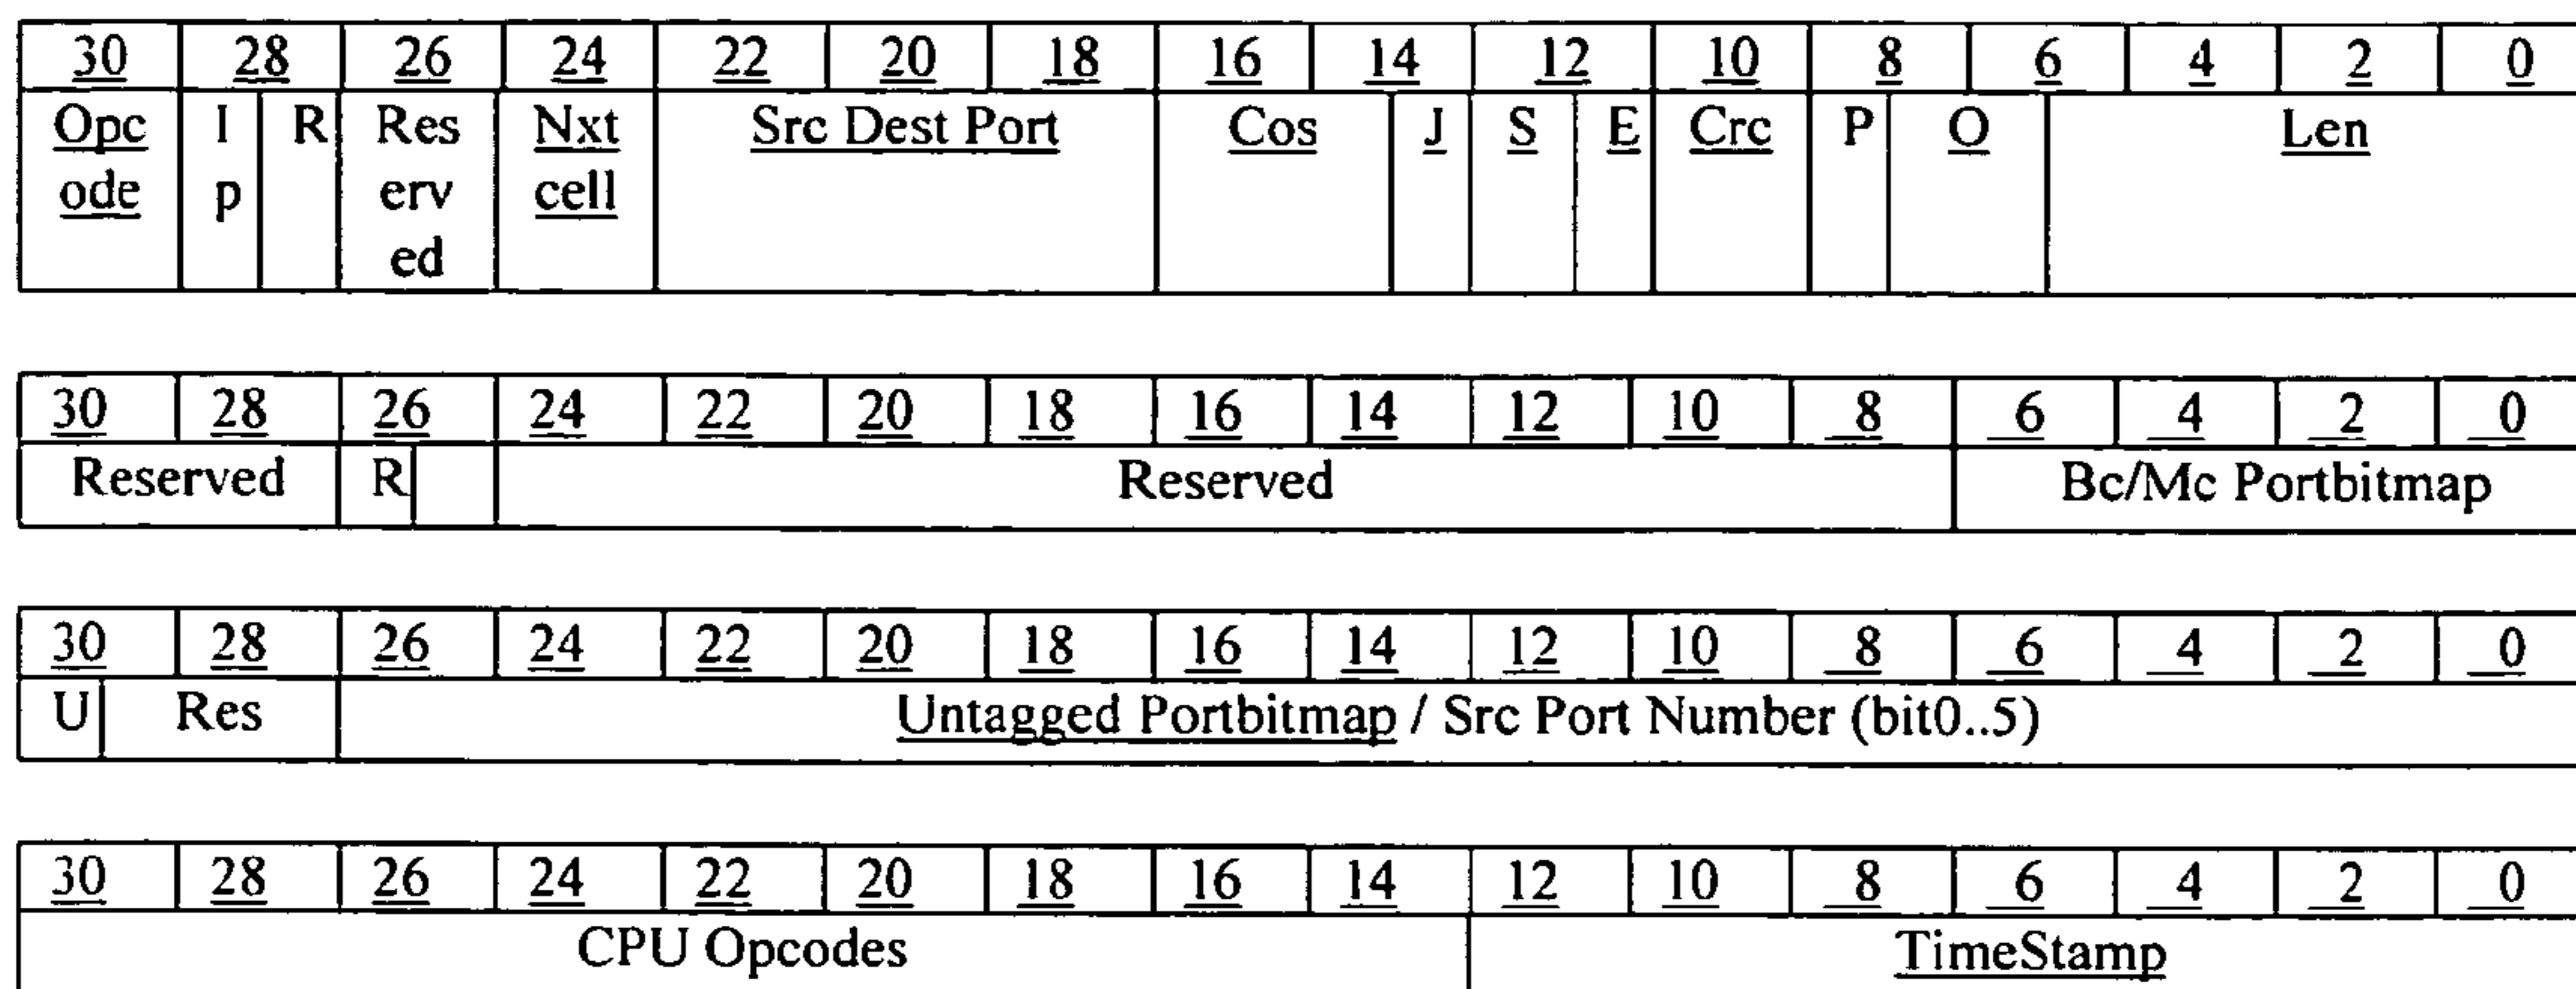 30 28 26 24 22 20 18 16 14 12 10 8 6 4 2 0
Opc I R Res Nxt Src Dest Port Cos J S E Crc P O Len
ode p erv cell
ed
30 28 26 24 22 20 18 16 14 12 10 8 6 4 2 0
Reserved R Reserved Bc/Mc Portbitmap
30 28 26 24 22 20 18 16 14 12 10 8 6 4 2 0
U Res Untagged Portbitmap / Src Port Number (bit0..5)
30 28 26 24 22 20 18 16 14 12 10 8 6 4 2 0
CPU Opcodes TimeStamp